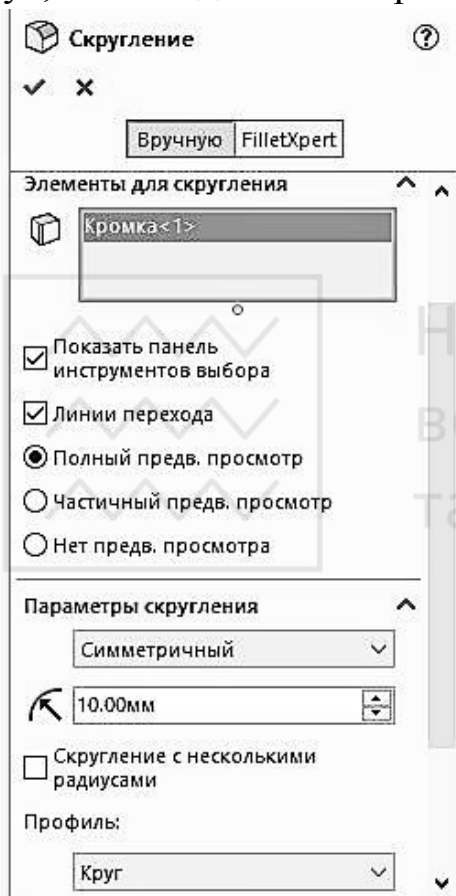 Скругление
Вручную FilletXpert
Элементы для скругления
Кромка<1>
Показать панель
инструментов выбора
Линии перехода
Полный предв. просмотр
Частичный предв. просмотр
Нет предв. просмотра
Параметры скругления
Симметричный
10.00мм
Скругление с несколькими
радиусами
Профиль:
Круг